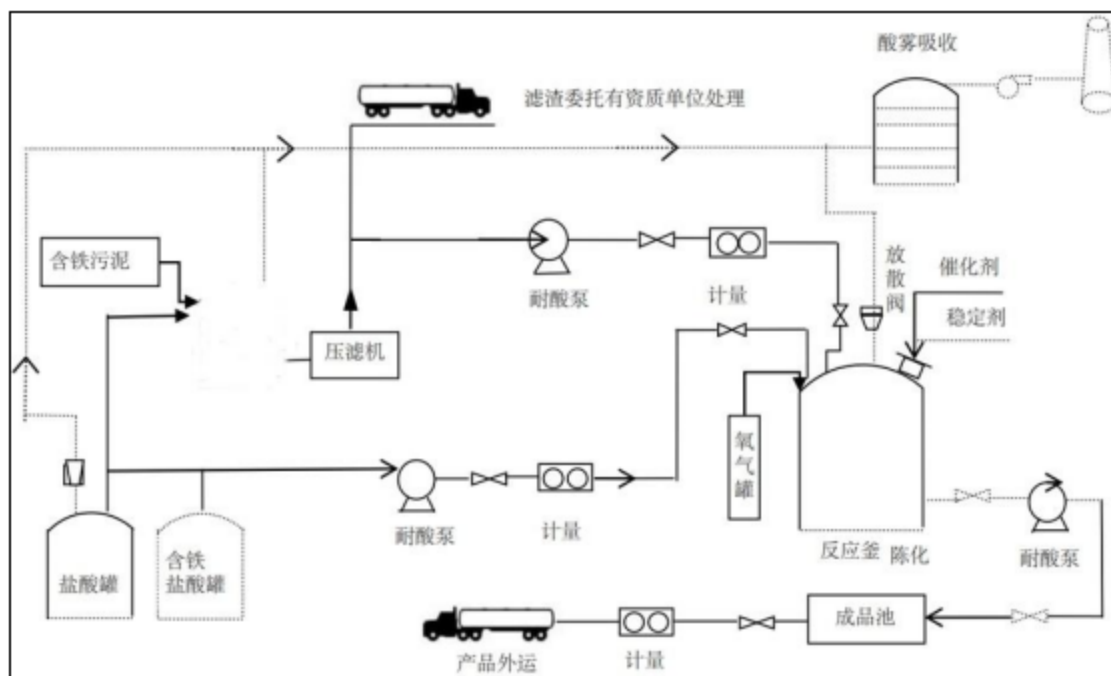 酸雾吸收
滤渣委托有资质单位处理
含铁污泥
耐酸泵
计量
放散阀
催化剂
稳定剂
压滤机
氧气罐
耐酸泵
计量
盐酸罐
含铁
盐酸罐
反应釜 陈化
耐酸泵
成品池
产品外运
计量